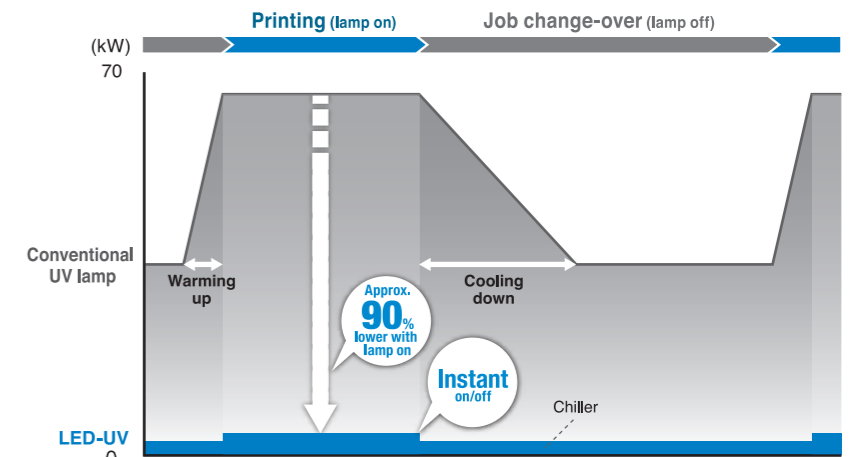 Printing (lamp on)
Job change-over (lamp off)
(kW)
70
Conventional
UV lamp
Warming
up
Cooling
down
Approx.
90%
lower with
lamp on
Instant
on/off
Chiller
LED-UV
0